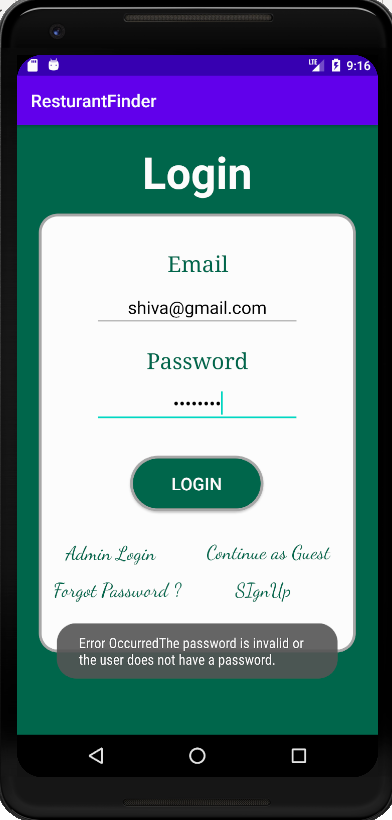 LTE 9:16
ResturantFinder
Login
Email
shiva@gmail.com
Password
••••••••
LOGIN
Admin Login Continue as Guest
Forgot Password ? SIgnUp
Error OccurredThe password is invalid or
the user does not have a password.